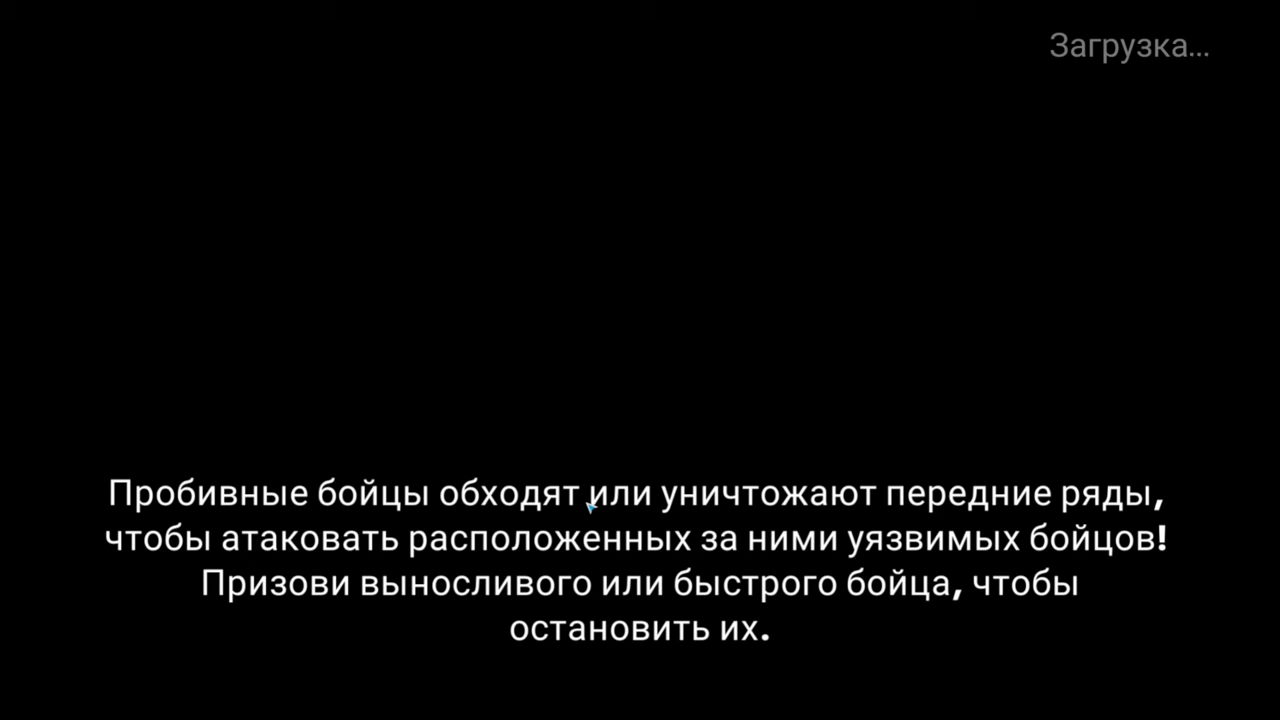 Загрузка...
Пробивные бойцы обходят или уничтожают передние ряды,
чтобы атаковать расположенных за ними уязвимых бойцов!
Призови выносливого или быстрого бойца, чтобы
остановить их.